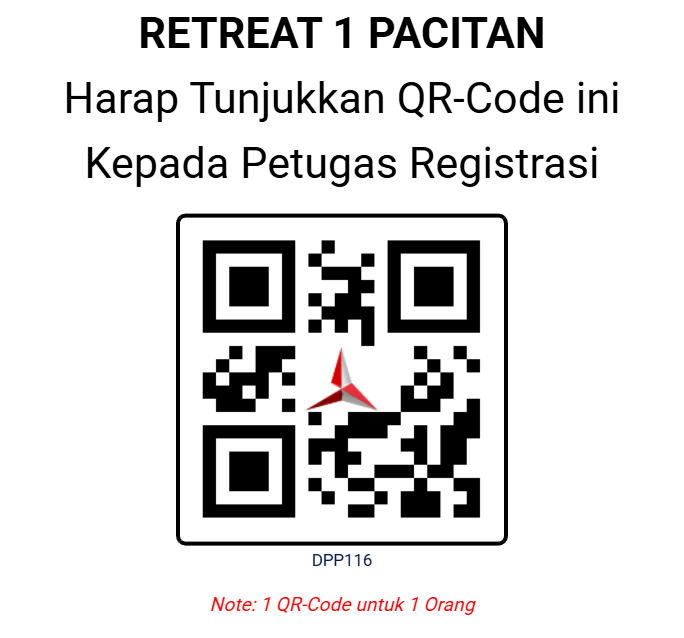 RETREAT 1 PACITAN
Harap Tunjukkan QR-Code ini
Kepada Petugas Registrasi
DPP116
Note: 1 QR-Code untuk 1 Orang